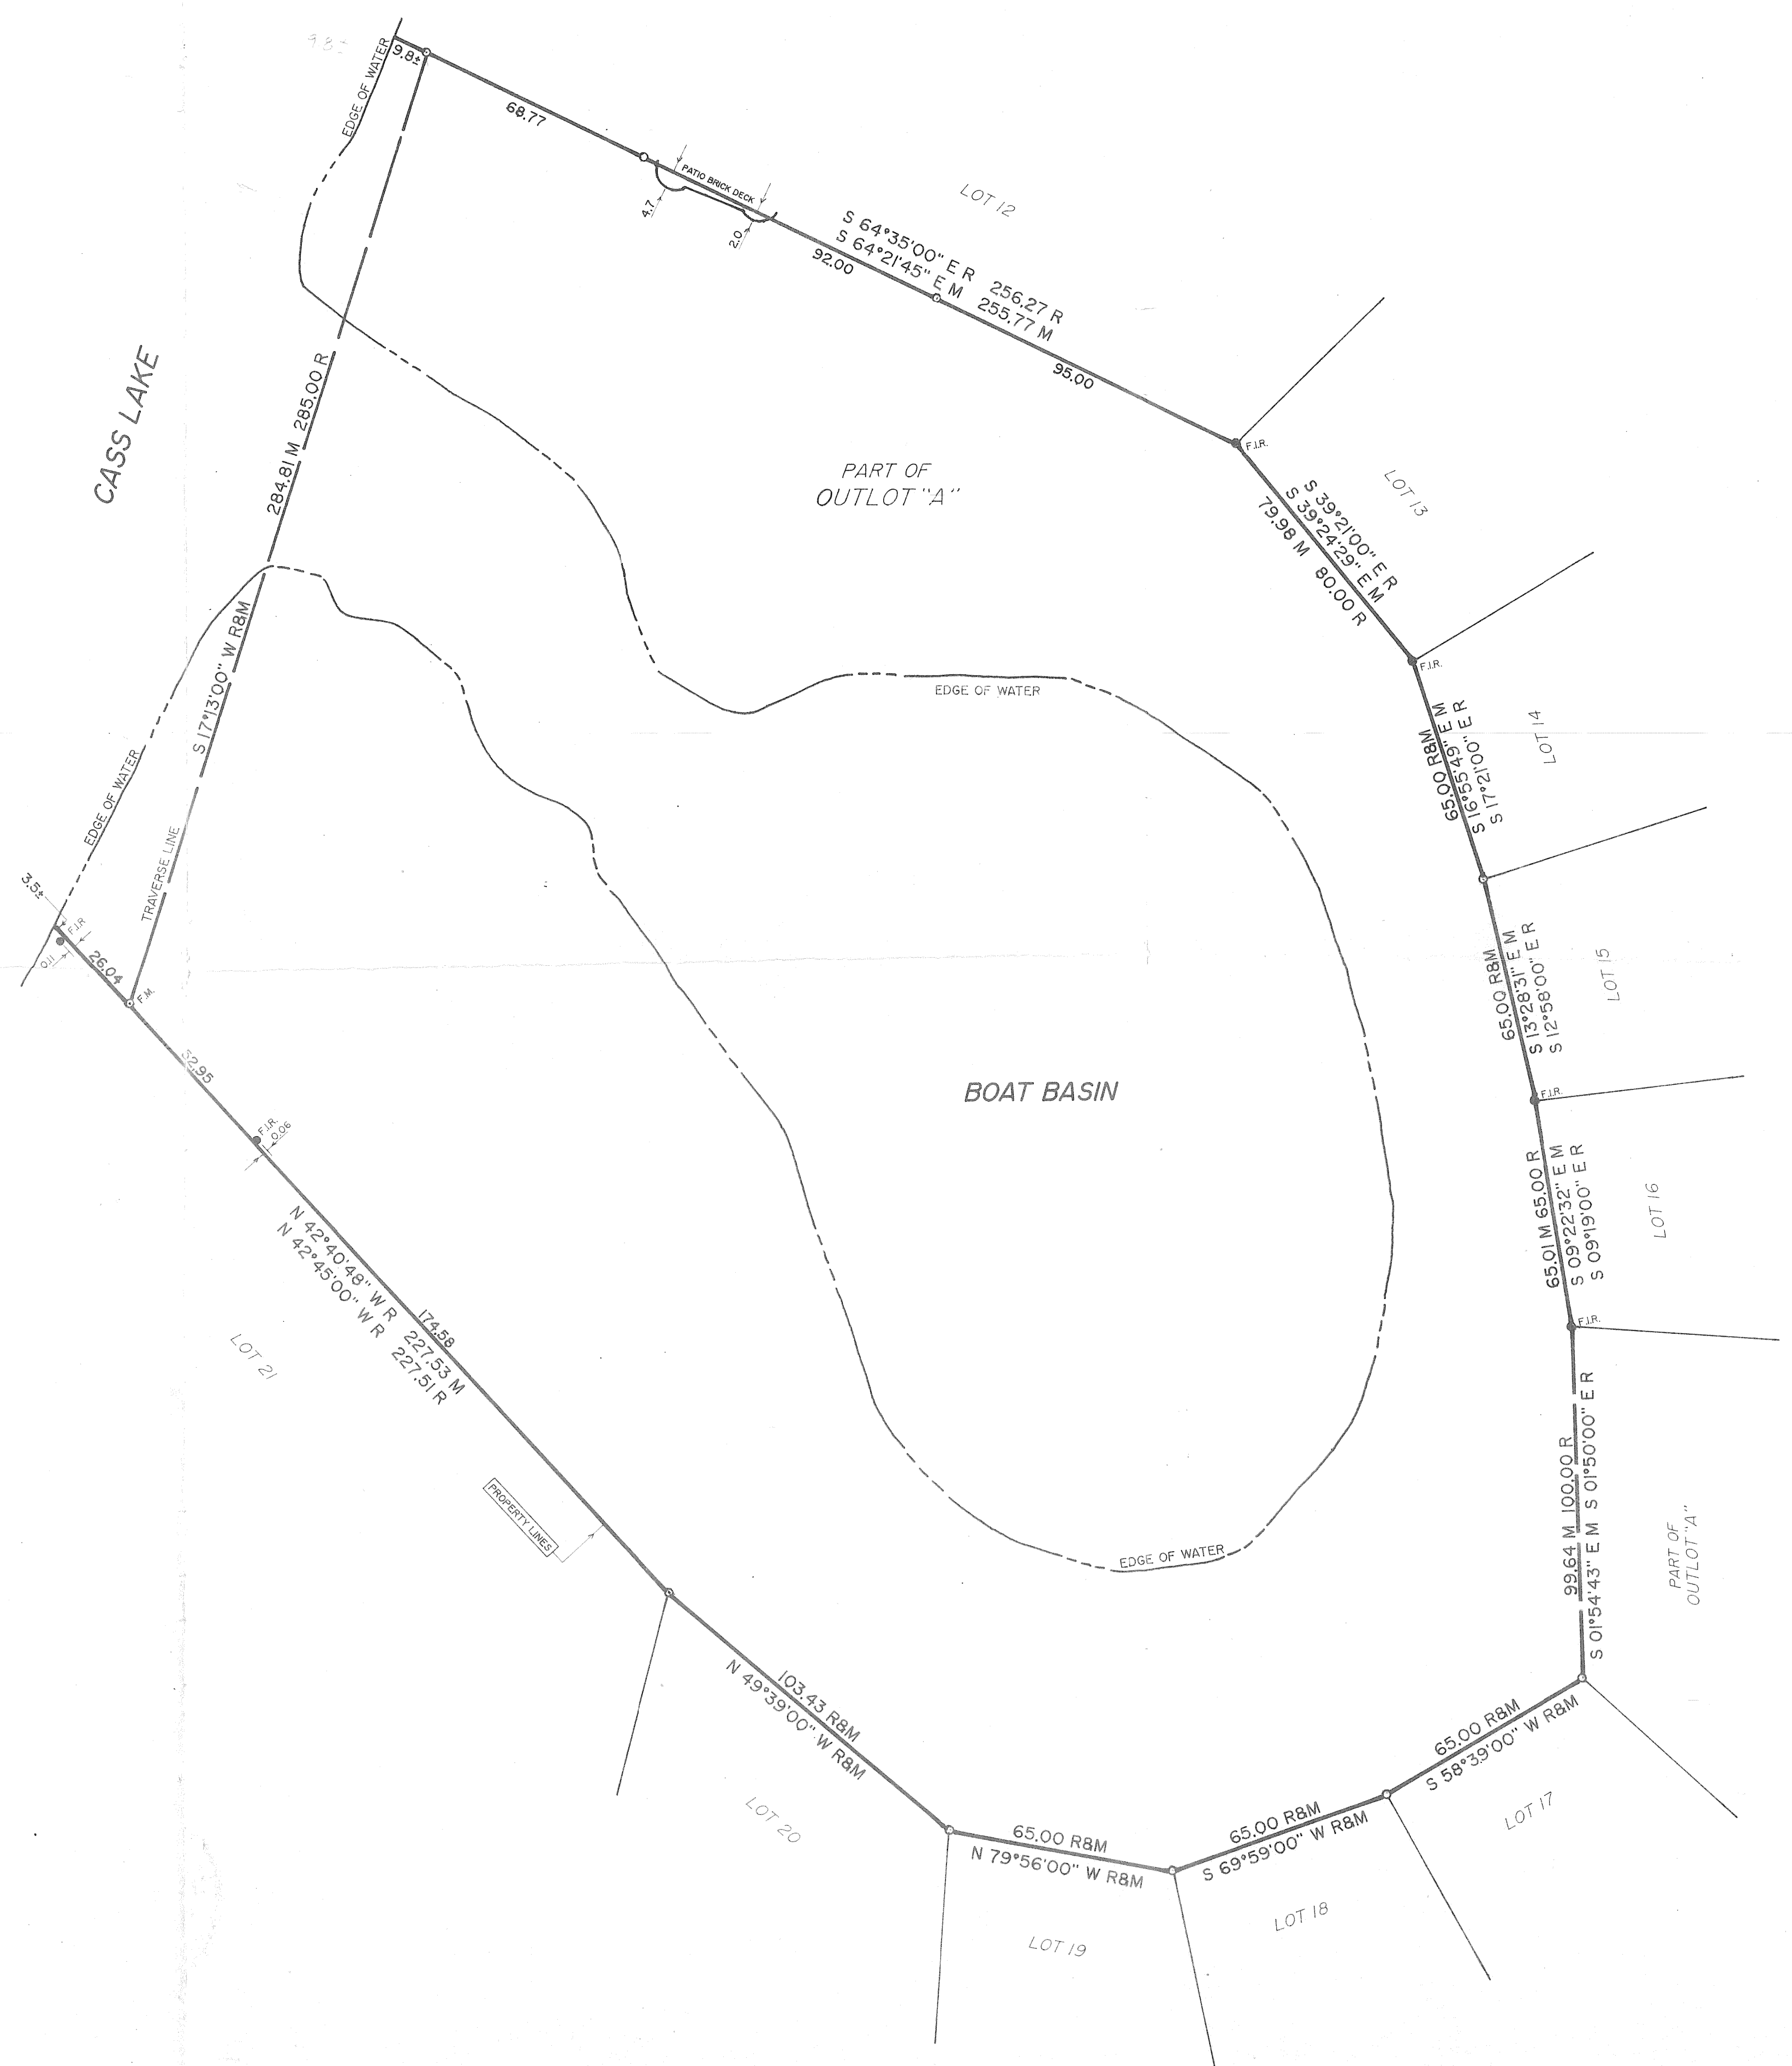 98±
9.8±
EDGE OF WATER
68.77
PATIO BRICK DECK
4.7
2.0
LOT 12
S 64°35'00" E R 256.27 R
S 64°21'45" E M 255.77 M
92.00
95.00
F.I.R.
CASS LAKE
284.81 M 285.00 R
PART OF
OUTLOT "A"
LOT 13
S 39°21'00" E R
S 39°24'29" E M
79.98 M 80.00 R
F.I.R.
S 17°13'00" W R&M
EDGE OF WATER
65.00 R&M
S 16°55'49" E M
S 17°21'00" E R
LOT 14
EDGE OF WATER
TRAVERSE LINE
3.5±
F.I.R
0.11
26.04
F.M.
65.00 R&M
S 13°28'31" E M
S 12°58'00" E R
LOT 15
32.95
F.I.R.
0.06
BOAT BASIN
F.I.R.
65.01 M 65.00 R
S 09°22'32" E M
S 09°19'00" E R
LOT 16
N 42°40'48" W R 227.53 M
N 42°45'00" W R 227.51 R
174.58
LOT 21
F.I.R.
99.64 M 100.00 R
S 01°54'43" E M S 01°50'00" E R
PROPERTY LINES
EDGE OF WATER
PART OF
OUTLOT "A"
103.43 R&M
N 49°39'00" W R&M
65.00 R&M
S 58°39'00" W R&M
LOT 17
LOT 20
65.00 R&M
N 79°56'00" W R&M
65.00 R&M
S 69°59'00" W R&M
LOT 18
LOT 19